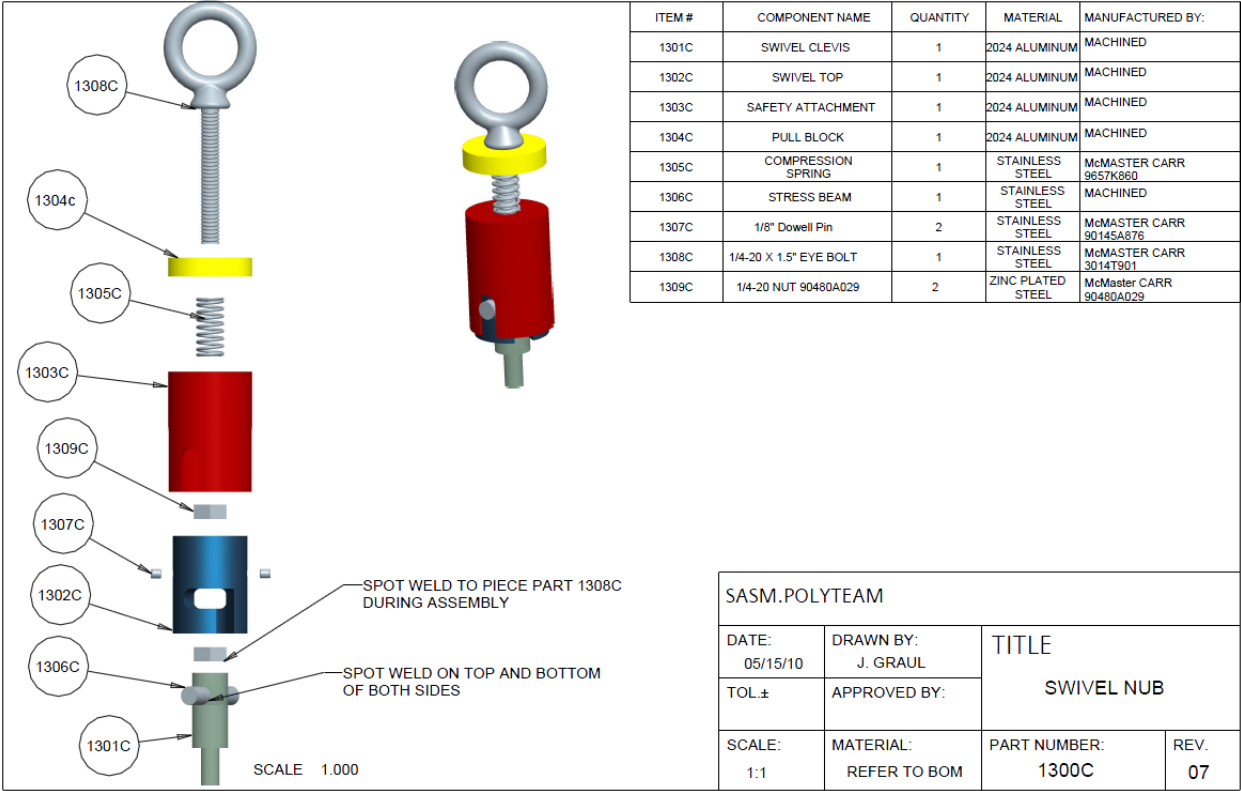 ITEM # COMPONENT NAME QUANTITY MATERIAL MANUFACTURED BY:
1301C SWIVEL CLEVIS 1 2024 ALUMINUM MACHINED
1302C SWIVEL TOP 1 2024 ALUMINUM MACHINED
1303C SAFETY ATTACHMENT 1 2024 ALUMINUM MACHINED
1304C PULL BLOCK 1 2024 ALUMINUM MACHINED
1305C COMPRESSION SPRING 1 STAINLESS STEEL McMASTER CARR 9657K860
1306C STRESS BEAM 1 STAINLESS STEEL MACHINED
1307C 1/8" Dowell Pin 2 STAINLESS STEEL McMASTER CARR 90145A876
1308C 1/4-20 X 1.5" EYE BOLT 1 STAINLESS STEEL McMASTER CARR 3014T901
1309C 1/4-20 NUT 90480A029 2 ZINC PLATED STEEL McMaster CARR 90480A029
1308C
1304c
1305C
1303C
1309C
1307C
1302C
1306C
1301C
SPOT WELD TO PIECE PART 1308C
DURING ASSEMBLY
SPOT WELD ON TOP AND BOTTOM
OF BOTH SIDES
SCALE 1.000
SASM.POLYTEAM
DATE:
05/15/10
DRAWN BY:
J. GRAUL
TITLE
SWIVEL NUB
TOL.±
APPROVED BY:
SCALE:
1:1
MATERIAL:
REFER TO BOM
PART NUMBER:
1300C
REV.
07